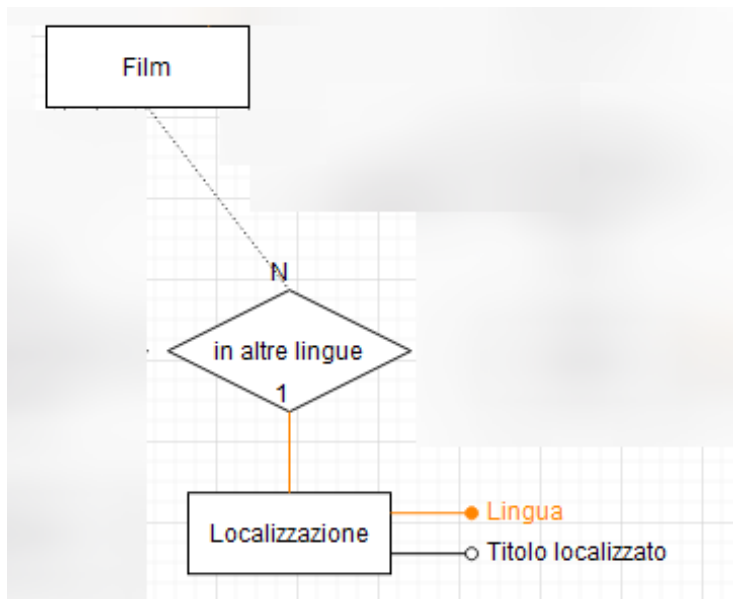 Film
N
in altre lingue
1
Lingua
Localizzazione
Titolo localizzato